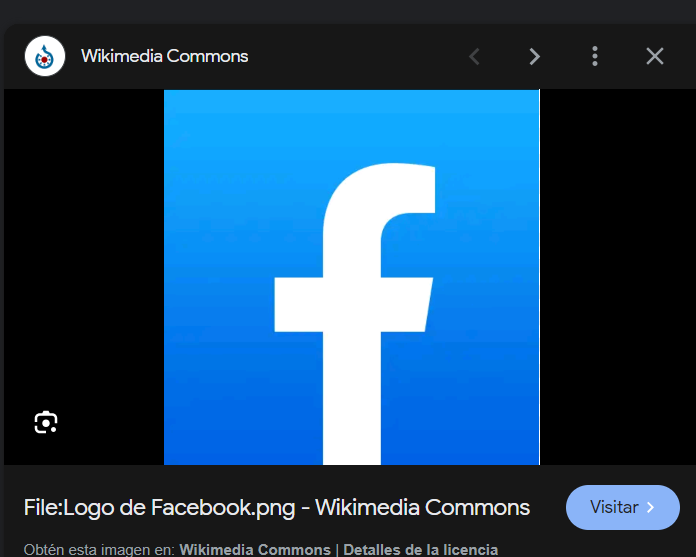 Wikimedia Commons
f
File:Logo de Facebook.png - Wikimedia Commons
Visitar
Obtén esta imagen en: Wikimedia Commons | Detalles de la licencia